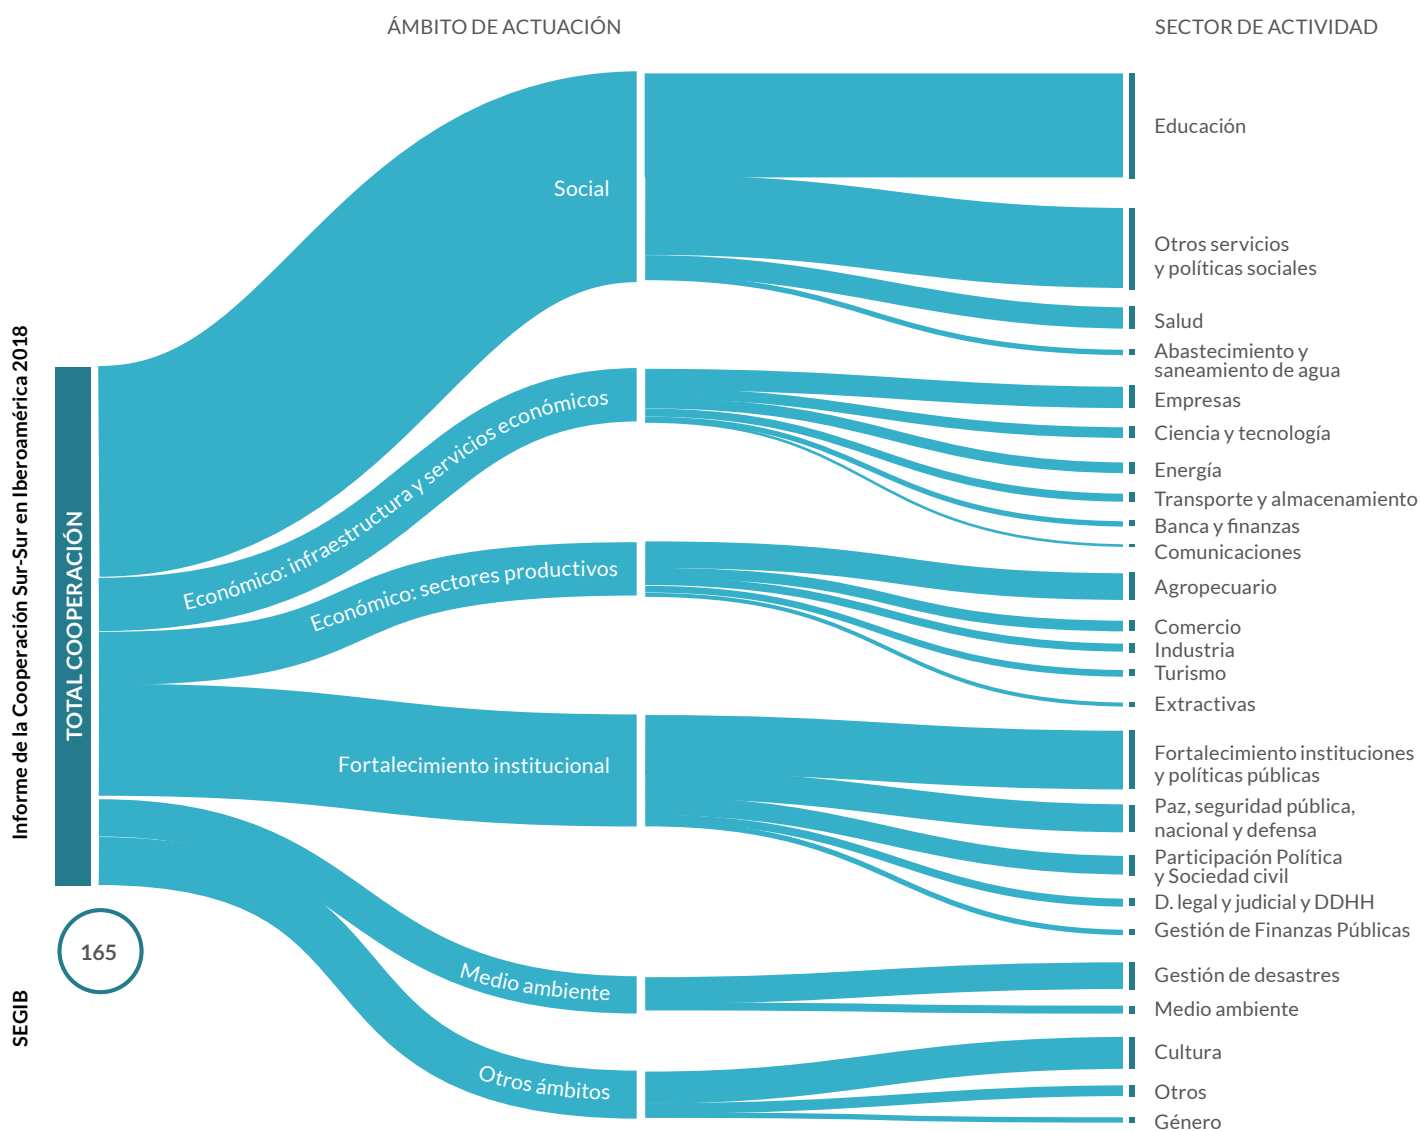 ÁMBITO DE ACTUACIÓN
SECTOR DE ACTIVIDAD
Informe de la Cooperación Sur-Sur en Iberoamérica 2018
SEGIB
TOTAL COOPERACIÓN
165
Social
Económico: infraestructura y servicios económicos
Económico: sectores productivos
Fortalecimiento institucional
Medio ambiente
Otros ámbitos
Educación
Otros servicios
y políticas sociales
Salud
Abastecimiento y
saneamiento de agua
Empresas
Ciencia y tecnología
Energía
Transporte y almacenamiento
Banca y finanzas
Comunicaciones
Agropecuario
Comercio
Industria
Turismo
Extractivas
Fortalecimiento instituciones
y políticas públicas
Paz, seguridad pública,
nacional y defensa
Participación Política
y Sociedad civil
D. legal y judicial y DDHH
Gestión de Finanzas Públicas
Gestión de desastres
Medio ambiente
Cultura
Otros
Género